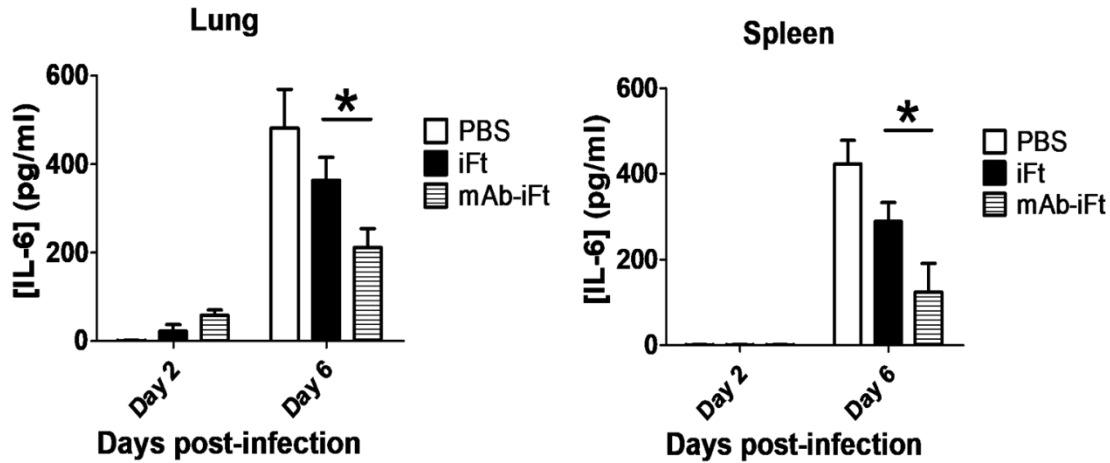 Lung
[IL-6] (pg/ml)
600
400
200
0
Day 2
Day 6
Days post-infection
*
PBS
iFt
mAb-iFt
Spleen
[IL-6] (pg/ml)
600
400
200
0
Day 2
Day 6
Days post-infection
*
PBS
iFt
mAb-iFt